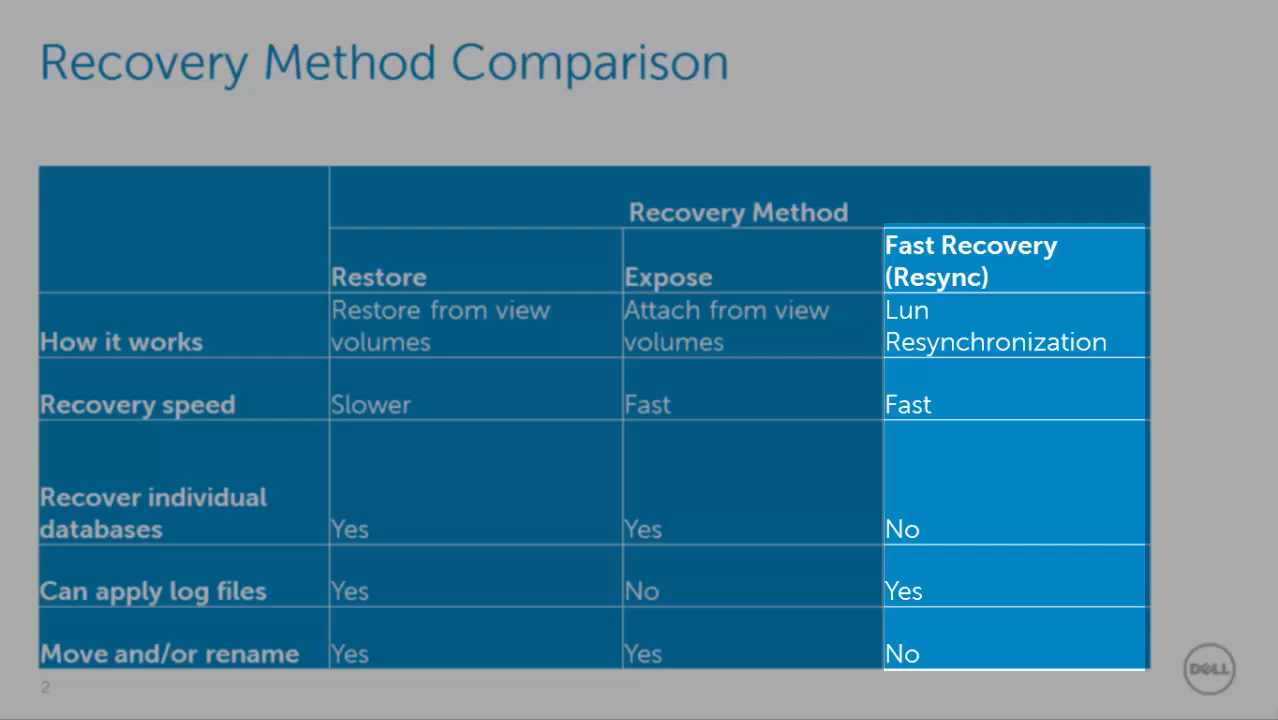 Recovery Method Comparison
Recovery Method
Restore
Expose
Fast Recovery
(Resync)
How it works
Restore from view
volumes
Attach from view
volumes
Lun
Resynchronization
Recovery speed
Slower
Fast
Fast
Recover individual
databases
Yes
Yes
No
Can apply log files
Yes
No
Yes
Move and/or rename
Yes
Yes
No
2
DELL